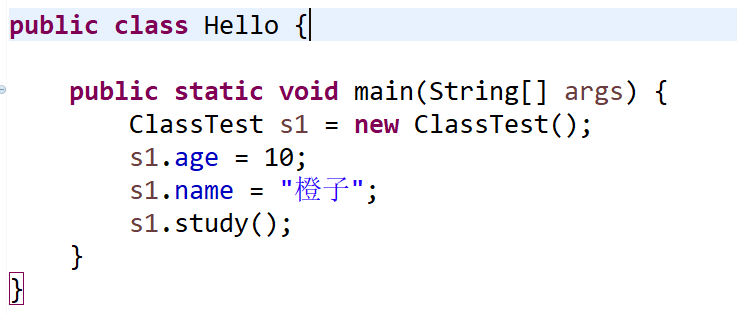 public class Hello {
public static void main(String[] args) {
ClassTest s1 = new ClassTest();
s1.age = 10;
s1.name = "橙子";
s1.study();
}
}